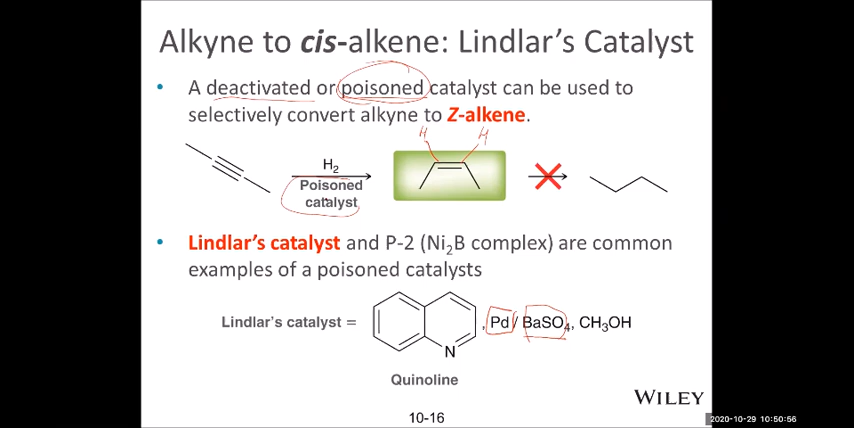 Alkyne to cis-alkene: Lindlar's Catalyst
• A deactivated or poisoned catalyst can be used to
selectively convert alkyne to Z-alkene.
H H
H₂
Poisoned
catalyst
• Lindlar's catalyst and P-2 (Ni₂B complex) are common
examples of a poisoned catalysts
Lindlar's catalyst =
N
, Pd / BaSO₄, CH₃OH
Quinoline
WILEY
10-16
2020-10-29 10:50:56